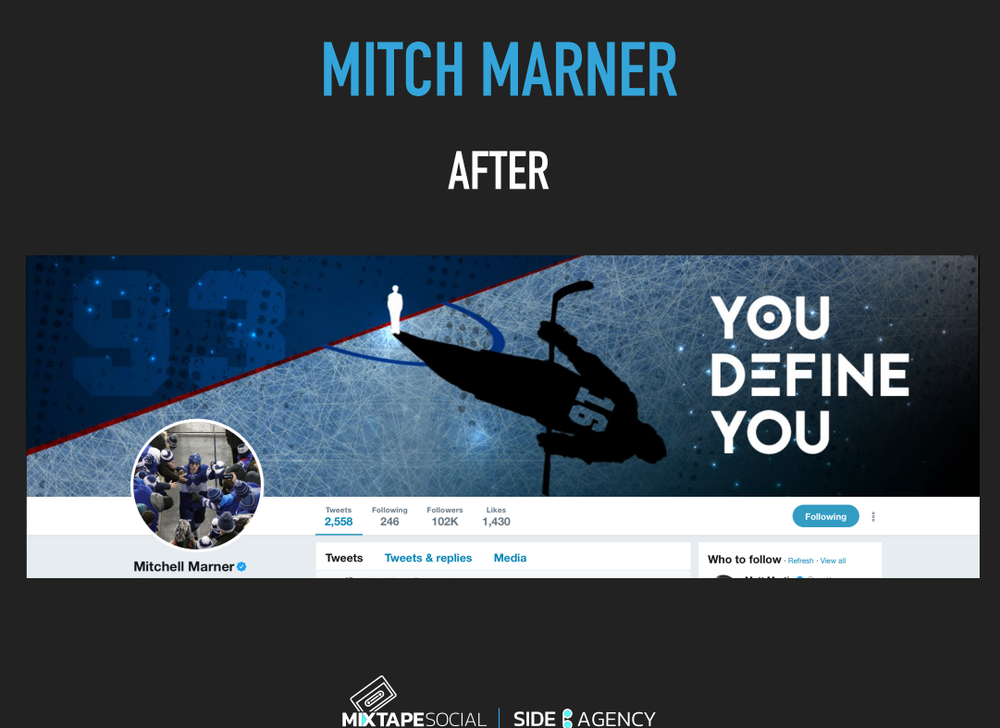 MITCH MARNER
AFTER
93
YOU
DEFINE
YOU
16
Tweets Following Followers Likes
2,558 246 102K 1,430
Following
Mitchell Marner
Tweets Tweets & replies Media
Who to follow · Refresh · View all
MIXTAPESOCIAL | SIDE AGENCY